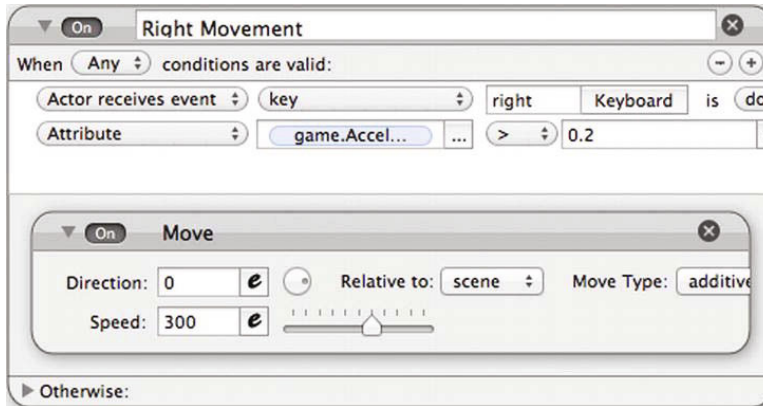 On Right Movement
When Any conditions are valid:
Actor receives event key right Keyboard is
Attribute game.Accel... ... > 0.2
On Move
Direction: 0 e Relative to: scene Move Type: additive
Speed: 300 e
Otherwise: